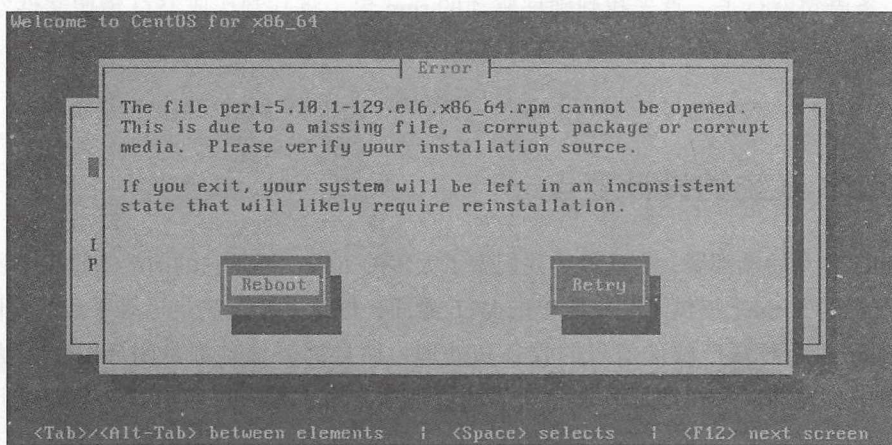 Welcome to CentOS for x86_64
Error
The file perl-5.10.1-129.el6.x86_64.rpm cannot be opened.
This is due to a missing file, a corrupt package or corrupt
media.  Please verify your installation source.
If you exit, your system will be left in an inconsistent
state that will likely require reinstallation.
I
P
Reboot
Retry
<Tab>/<Alt-Tab> between elements   |  <Space> selects   |  <F12> next screen